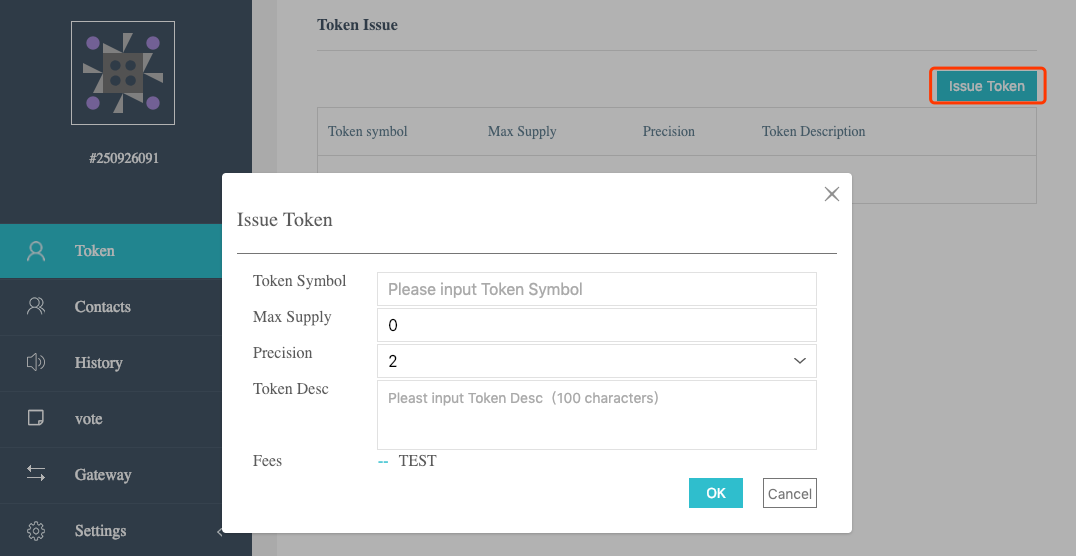 Token Issue
Issue Token
Token symbol Max Supply Precision Token Description
#250926091
Token
Contacts
History
vote
Gateway
Settings
Issue Token
Token Symbol Please input Token Symbol
Max Supply 0
Precision 2
Token Desc Pleast input Token Desc（100 characters)
Fees -- TEST
OK Cancel